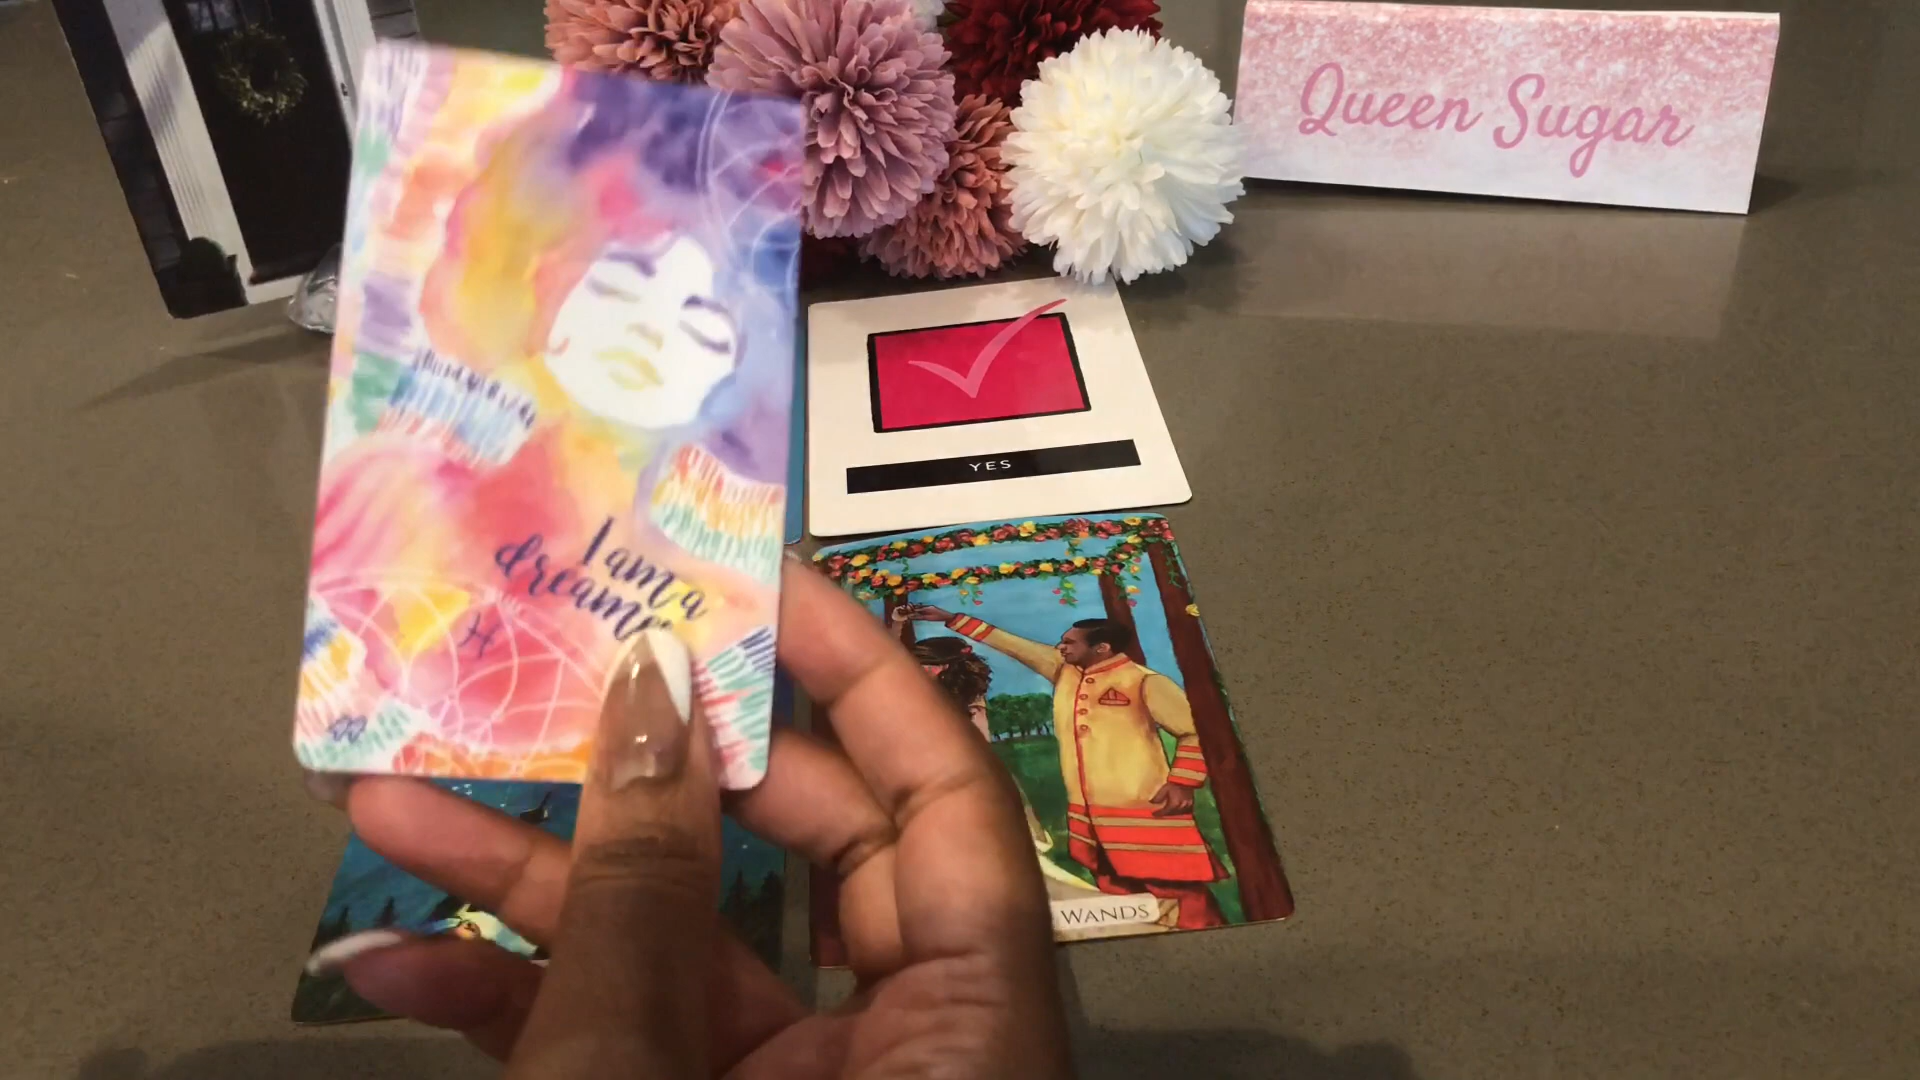 Queen Sugar
YES
I am a
WANDS